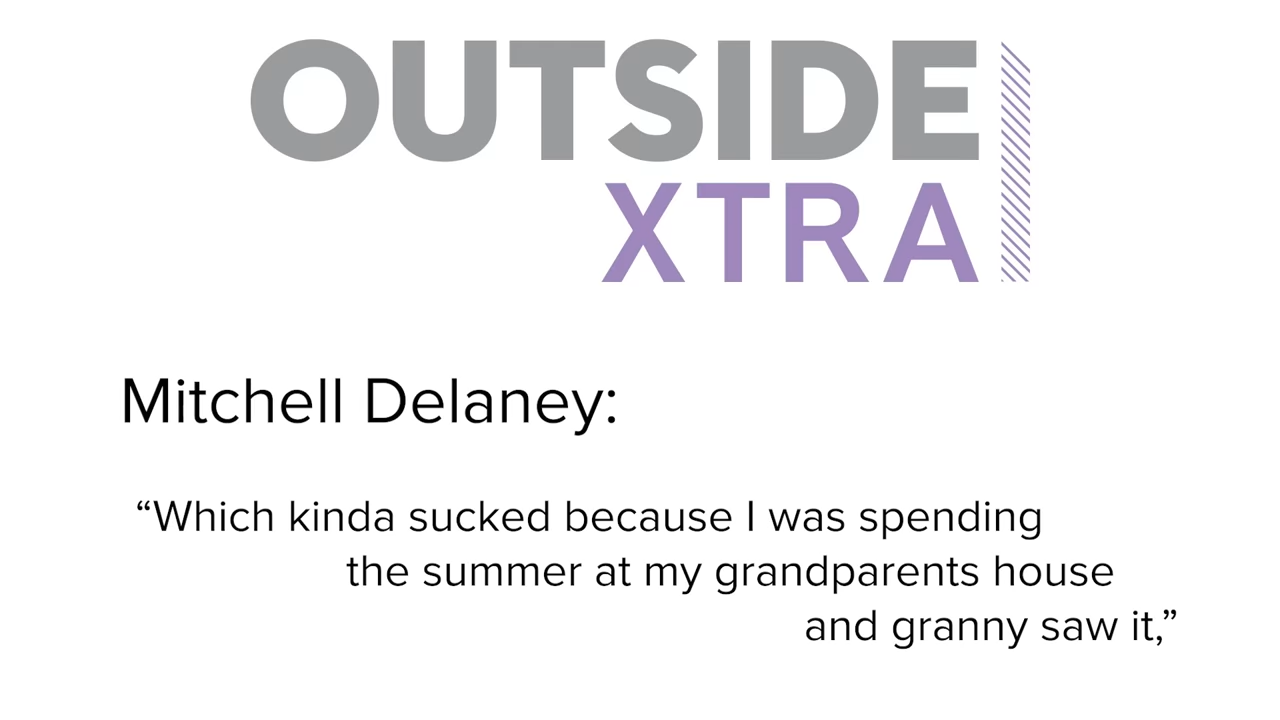 OUTSIDE
XTRA
Mitchell Delaney:
“Which kinda sucked because I was spending
the summer at my grandparents house
and granny saw it,”